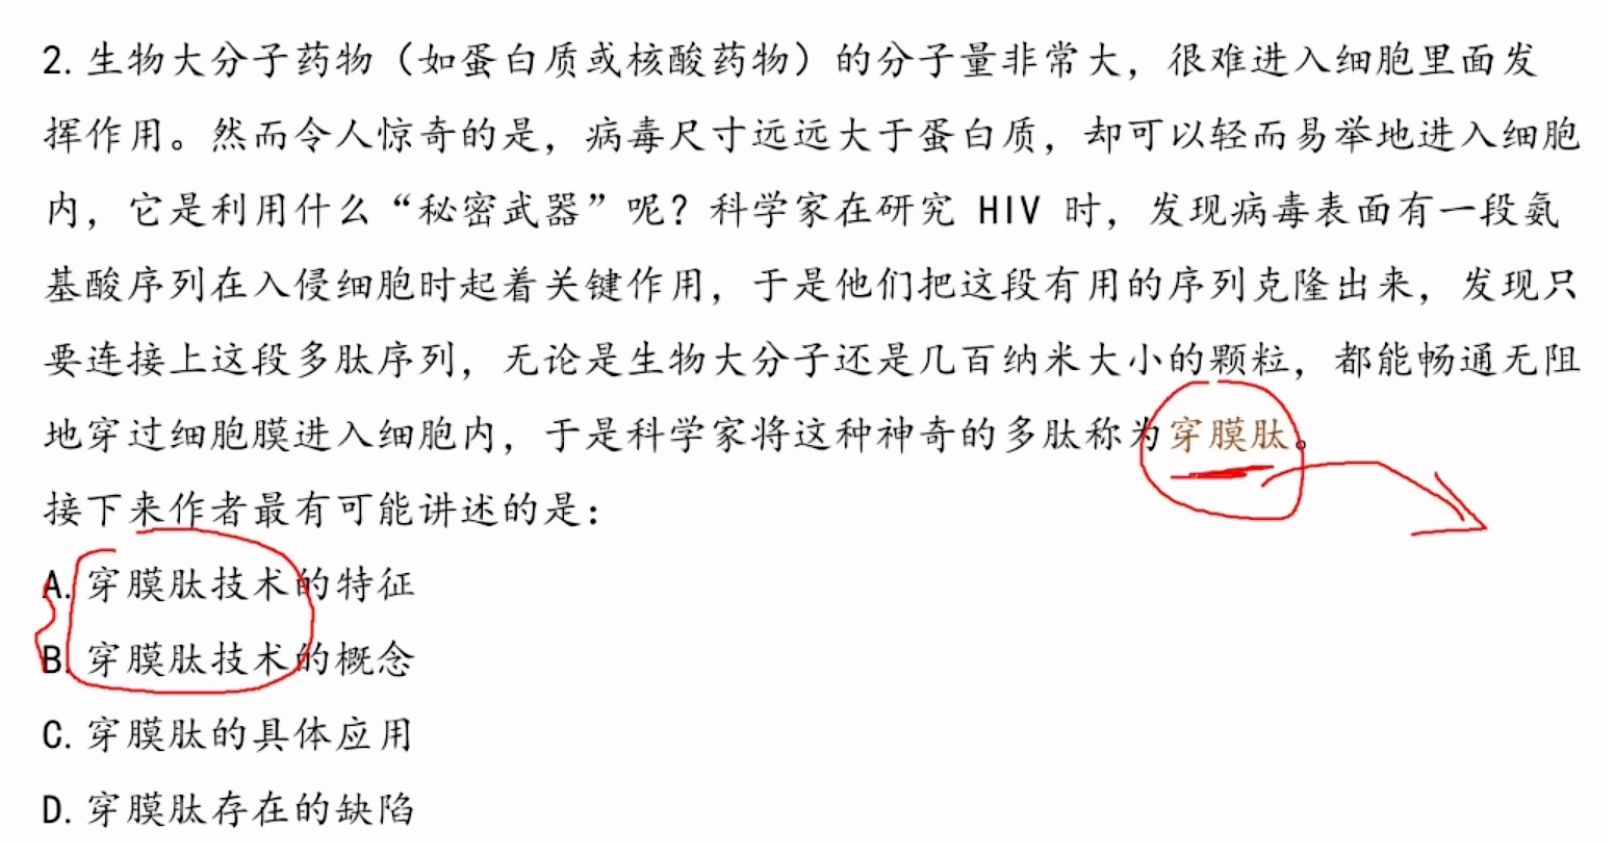 2. 生物大分子药物（如蛋白质或核酸药物）的分子量非常大，很难进入细胞里面发
挥作用。然而令人惊奇的是，病毒尺寸远远大于蛋白质，却可以轻而易举地进入细胞
内，它是利用什么“秘密武器”呢？科学家在研究 HIV 时，发现病毒表面有一段氨
基酸序列在入侵细胞时起着关键作用，于是他们把这段有用的序列克隆出来，发现只
要连接上这段多肽序列，无论是生物大分子还是几百纳米大小的颗粒，都能畅通无阻
地穿过细胞膜进入细胞内，于是科学家将这种神奇的多肽称为穿膜肽。
接下来作者最有可能讲述的是：
A. 穿膜肽技术的特征
B. 穿膜肽技术的概念
C. 穿膜肽的具体应用
D. 穿膜肽存在的缺陷